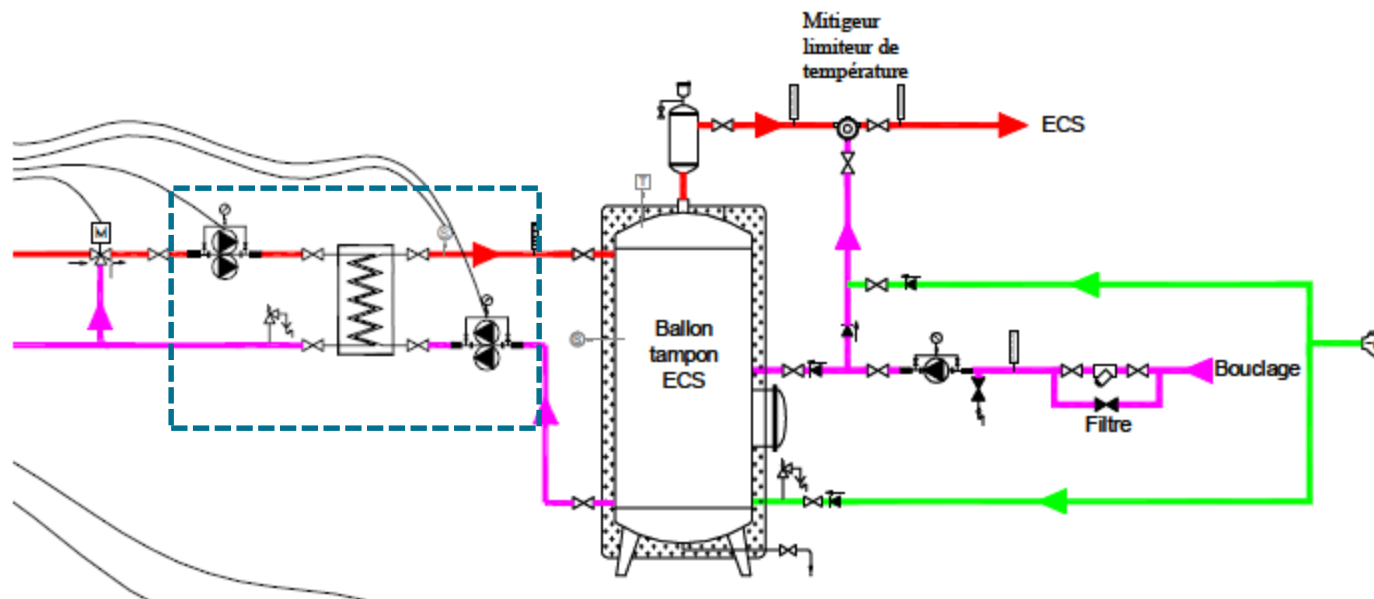 Mitigeur
limiteur de
température
ECS
M
T
S
S
Ballon
tampon
ECS
Bouclage
Filtre